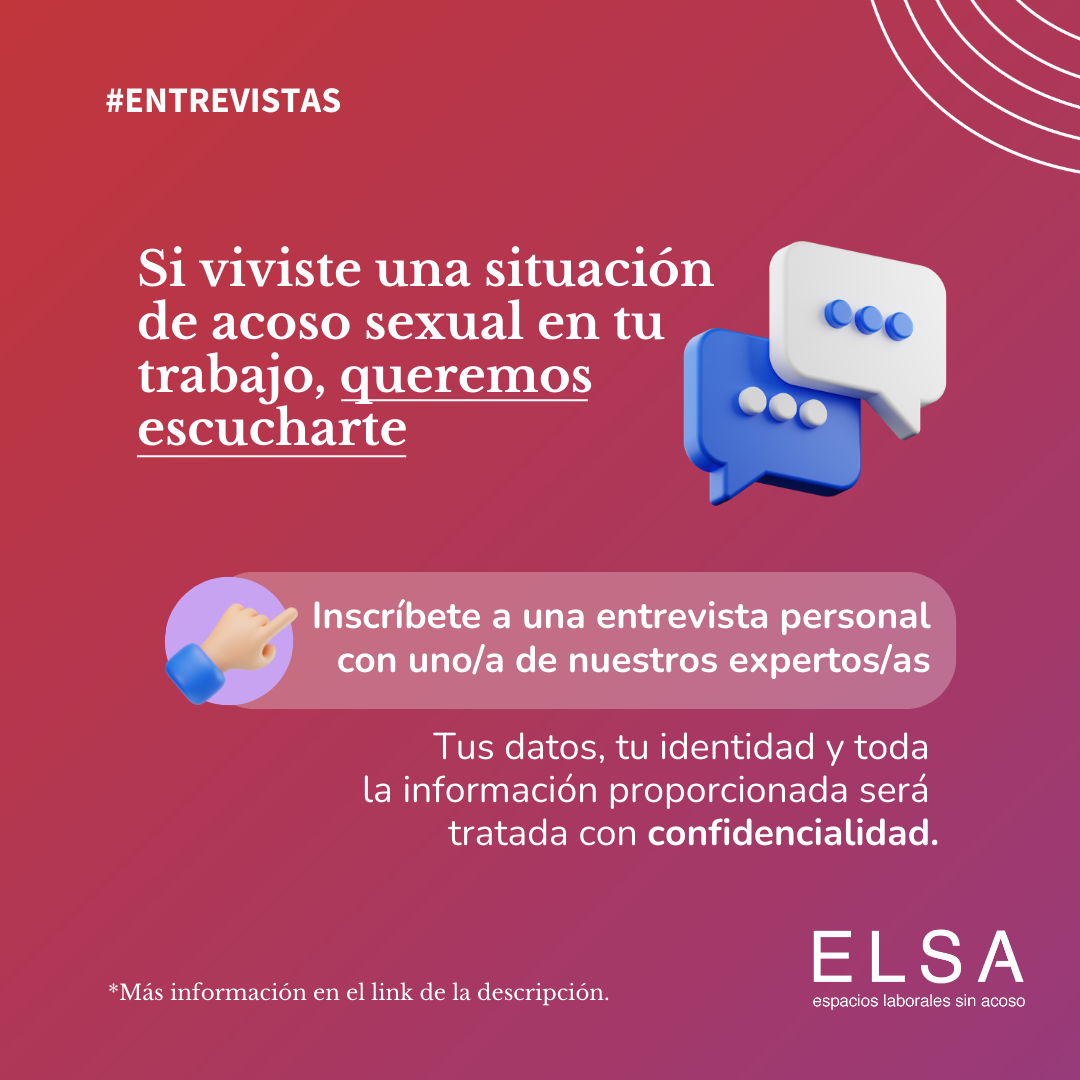 #ENTREVISTAS
Si viviste una situación
de acoso sexual en tu
trabajo, queremos
escucharte
Inscríbete a una entrevista personal
con uno/a de nuestros expertos/as
Tus datos, tu identidad y toda
la información proporcionada será
tratada con confidencialidad.
*Más información en el link de la descripción.
ELSA
espacios laborales sin acoso